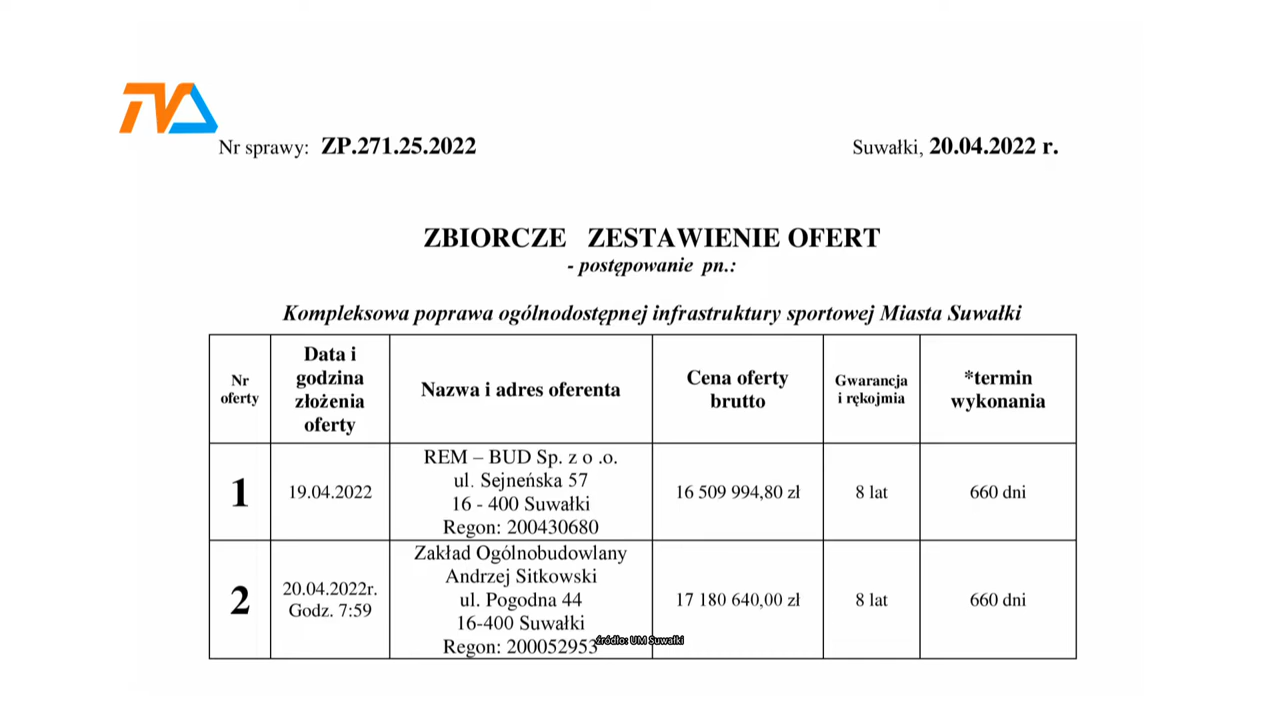 TVS
Nr sprawy: ZP.271.25.2022
Suwałki, 20.04.2022 r.
ZBIORCZE ZESTAWIENIE OFERT
- postępowanie pn.:
Kompleksowa poprawa ogólnodostępnej infrastruktury sportowej Miasta Suwałki
Nr
oferty
Data i
godzina
złożenia
oferty
Nazwa i adres oferenta
Cena oferty
brutto
Gwarancja
i rękojmia
*termin
wykonania
1
19.04.2022
REM – BUD Sp. z o .o.
ul. Sejneńska 57
16 - 400 Suwałki
Regon: 200430680
16 509 994,80 zł
8 lat
660 dni
2
20.04.2022r.
Godz. 7:59
Zakład Ogólnobudowlany
Andrzej Sitkowski
ul. Pogodna 44
16-400 Suwałki
Regon: 200052953
17 180 640,00 zł
8 lat
660 dni
źródło: UM Suwałki